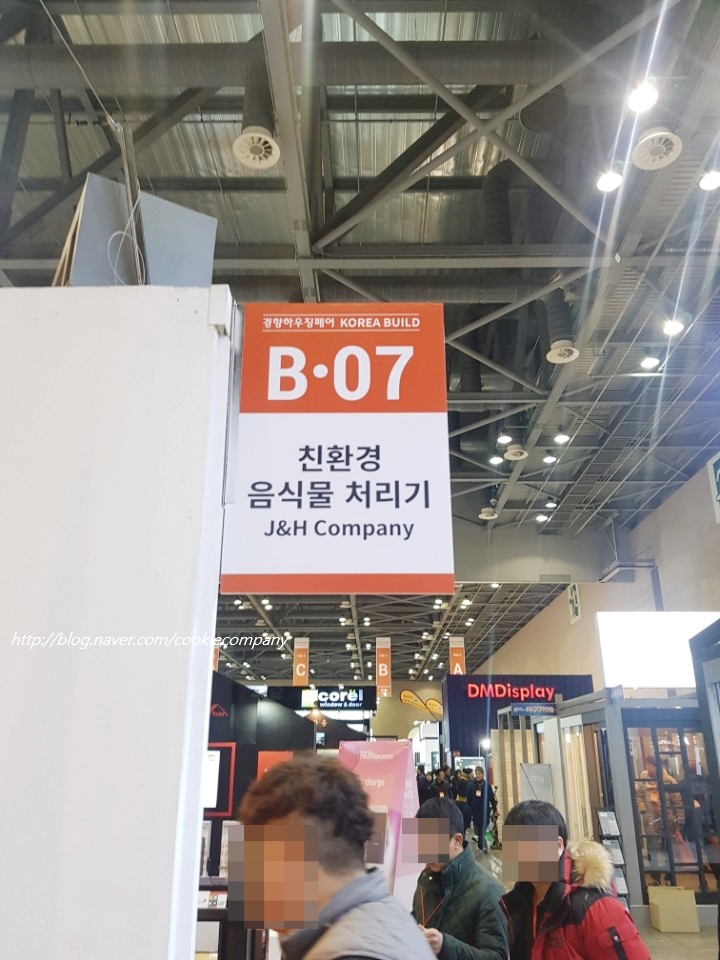 경향하우징페어 KOREA BUILD
B·07
친환경
음식물 처리기
J&H Company
http://blog.naver.com/cookiecompany
C
B
A
corel
window & door
DMDisplay
charge